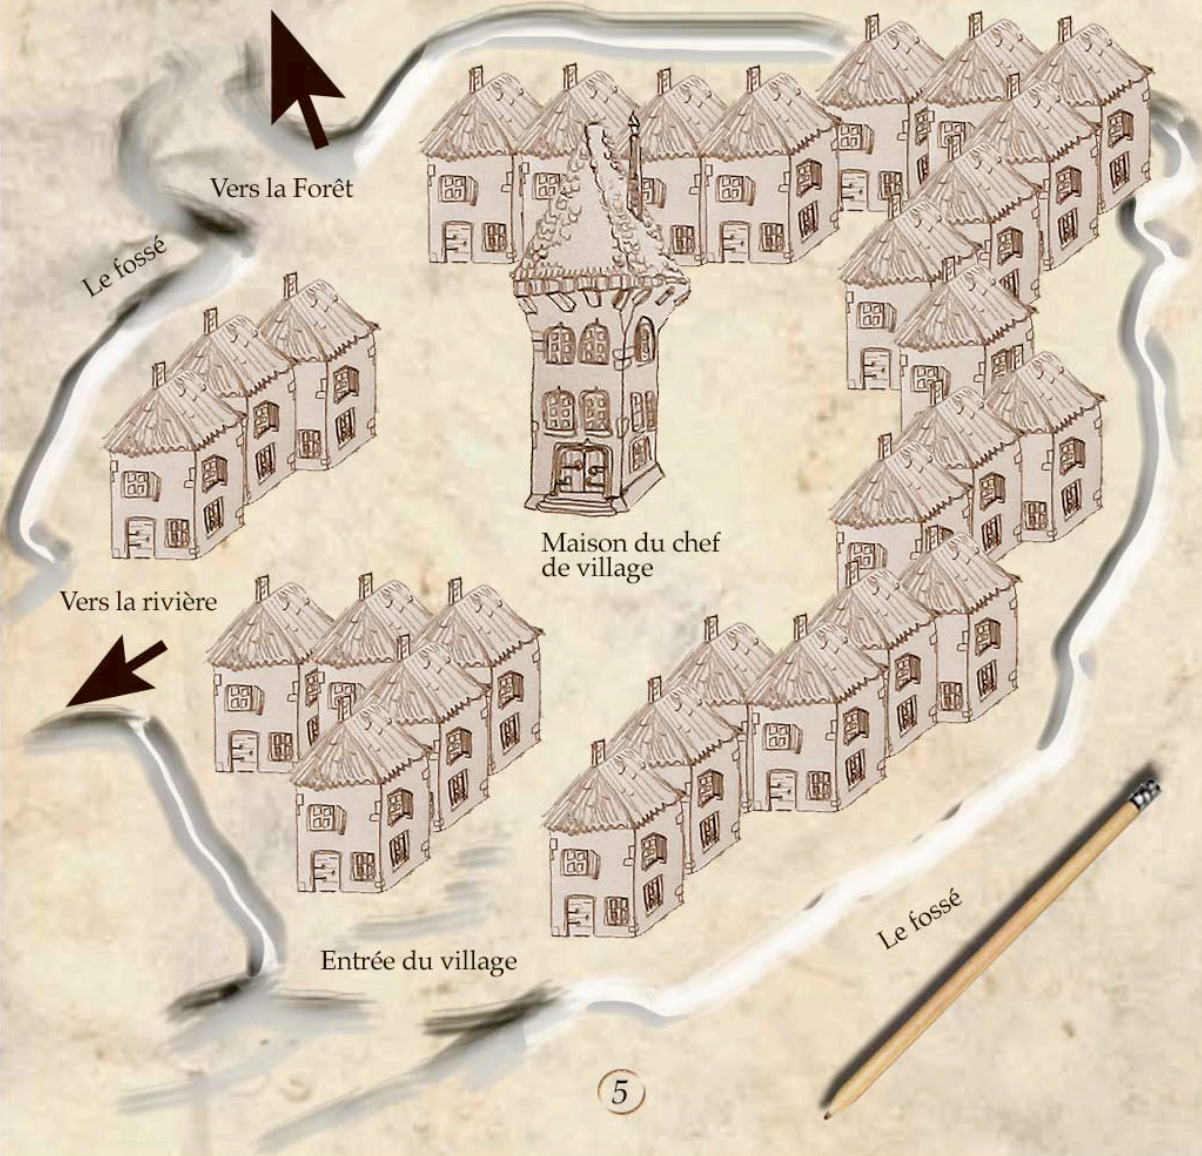 Vers la Forêt
Le fossé
Maison du chef
de village
Vers la rivière
Le fossé
Entrée du village
5